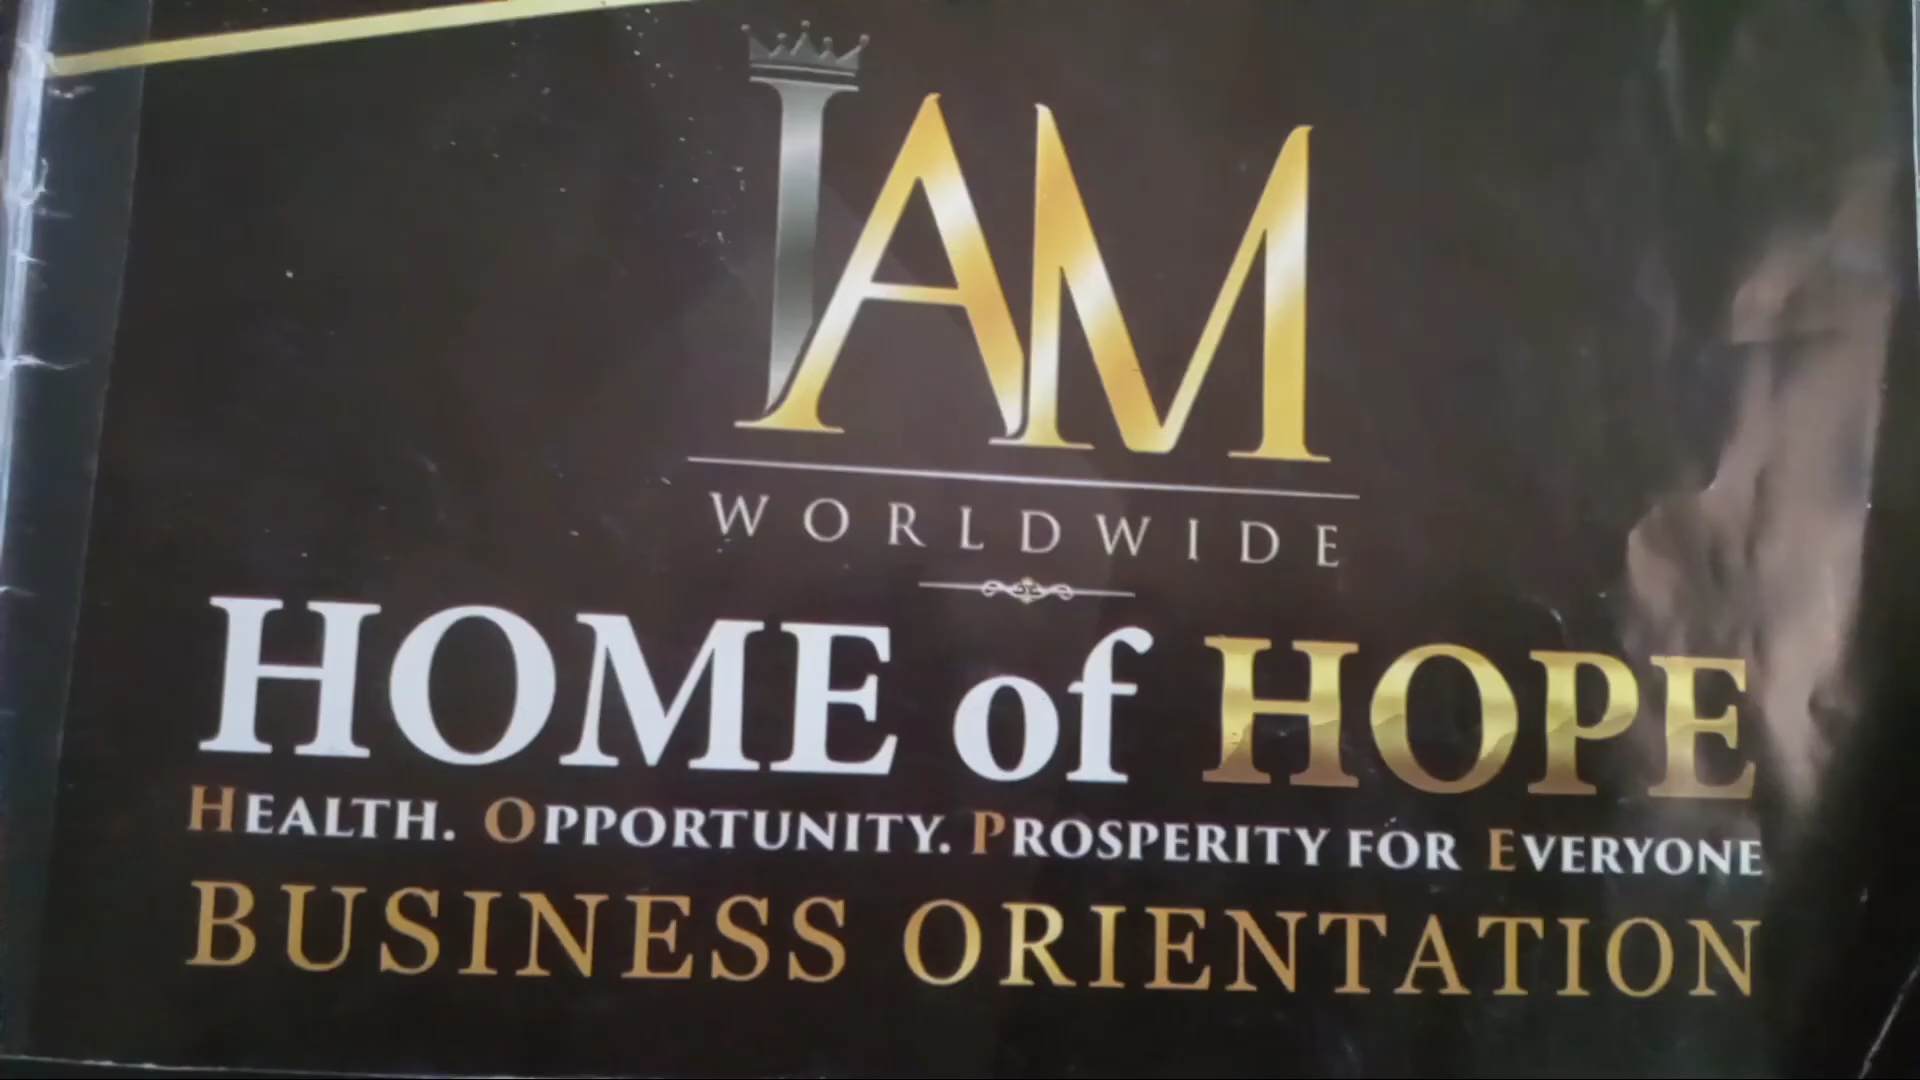 IAM
WORLDWIDE
HOME of HOPE
HEALTH. OPPORTUNITY. PROSPERITY FOR EVERYONE
BUSINESS ORIENTATION